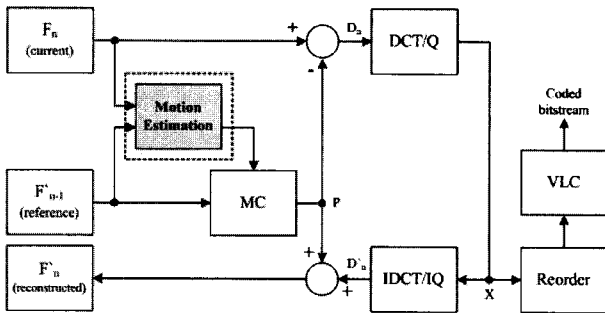 Fn
(current)
+
Dn
DCT/Q
-
Motion
Estimation
Coded
bitstream
VLC
F`n-1
(reference)
MC
P
F`n
(reconstructed)
+
+
D`n
IDCT/IQ
X
Reorder